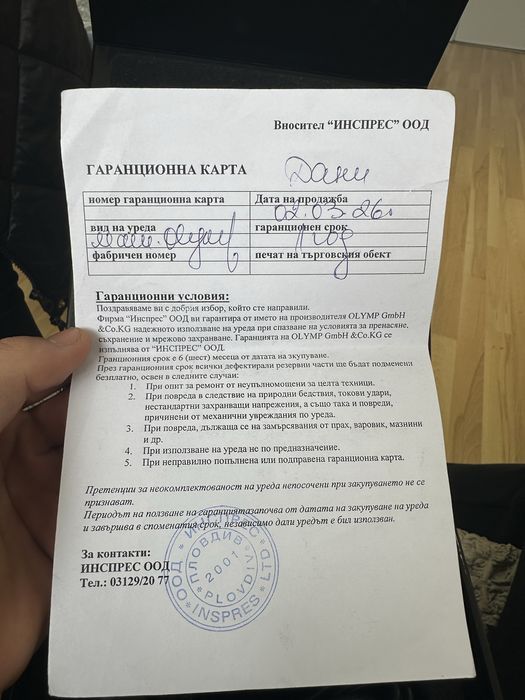 Вносител “ИНСПРЕС” ООД
ГАРАНЦИОННА КАРТА
Дани
номер гаранционна карта
Дата на продажба
02.03.26г
вид на уреда
гаранционен срок
1 год
фабричен номер
печат на търговския обект
Гаранционни условия:
Поздравяваме ви с добрия избор, който сте направили.
Фирма “Инспрес” ООД ви гарантира от името на производителя OLYMP GmbH
&Co.KG надежното използване на уреда при спазване на условията за пренасяне,
съхранение и мрежово захранване. Гаранцията на OLYMP GmbH &Co.KG се
изпълнява от “ИНСПРЕС” ООД.
Гранционния срок е 6 (шест) месеца от датата на закупуване.
През гаранционния срок всички дефектирали резервни части ще бъдат подменени
безплатно, освен в следните случаи:
1. При опит за ремонт от неупълномощени за целта техници.
2. При повреда в следствие на природни бедствия, токови удари,
нестандартни захранващи напрежения, а също така и повреди,
причинени от механични увреждания по уреда.
3. При повреда, дължаща се на замърсявания от прах, варовик, мазнини
и др.
4. При използване на уреда не по предназначение.
5. При неправилно попълнена или подправена гаранционна карта.
Претенции за некомплектованост на уреда непосочени при закупуването не се
признават.
Периодът на ползване на гаранциятазапочва от датата на закупуване на уреда
и завършва в споменатия срок, независимо дали уредът е бил използван.
За контакти:
ИНСПРЕС ООД
Тел.: 03129/20 77
ИНСПРЕС ООД
INSPRES LTD
ПЛОВДИВ
2001
PLOVDIV